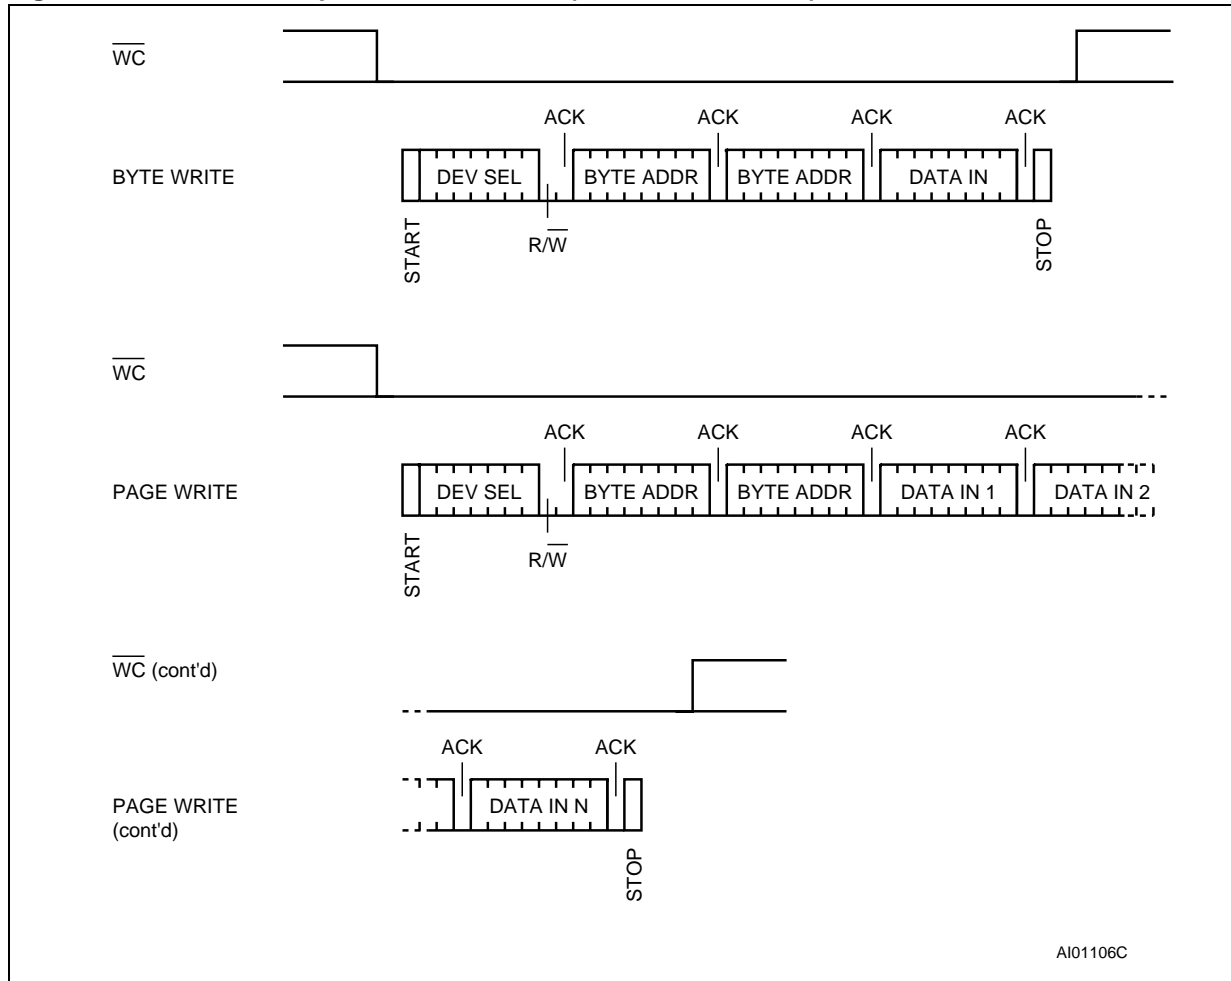 WC
ACK ACK ACK ACK
BYTE WRITE DEV SEL BYTE ADDR BYTE ADDR DATA IN
START R/W STOP
WC
ACK ACK ACK ACK
PAGE WRITE DEV SEL BYTE ADDR BYTE ADDR DATA IN 1 DATA IN 2
START R/W
WC (cont'd)
ACK ACK
PAGE WRITE DATA IN N
(cont'd)
STOP
AI01106C